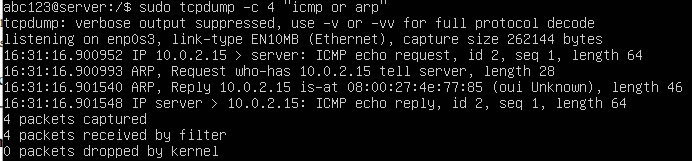 abc123@server:/$ sudo tcpdump -c 4 "icmp or arp"
tcpdump: verbose output suppressed, use -v or -vv for full protocol decode
listening on enp0s3, link-type EN10MB (Ethernet), capture size 262144 bytes
16:31:16.900952 IP 10.0.2.15 > server: ICMP echo request, id 2, seq 1, length 64
16:31:16.900993 ARP, Request who-has 10.0.2.15 tell server, length 28
16:31:16.901540 ARP, Reply 10.0.2.15 is-at 08:00:27:4e:77:85 (oui Unknown), length 46
16:31:16.901548 IP server > 10.0.2.15: ICMP echo reply, id 2, seq 1, length 64
4 packets captured
4 packets received by filter
0 packets dropped by kernel